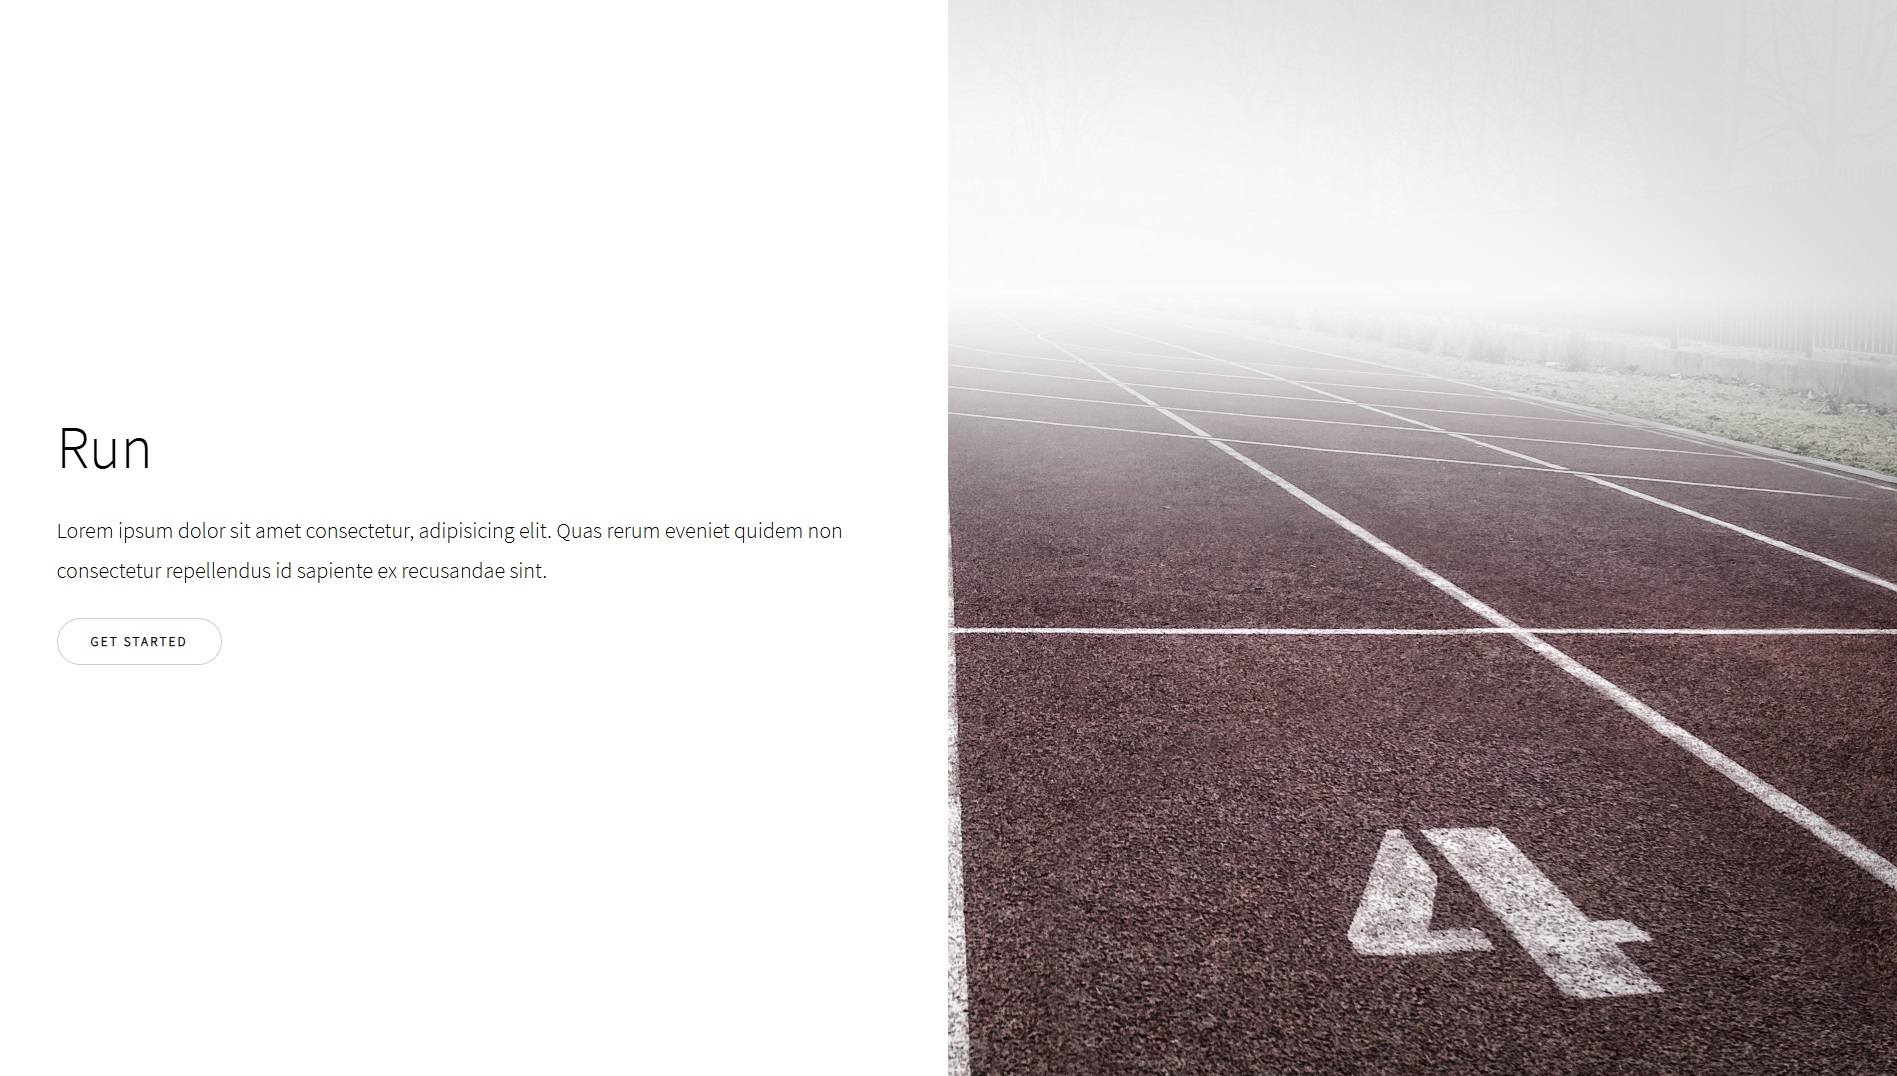 Run
Lorem ipsum dolor sit amet consectetur, adipisicing elit. Quas rerum eveniet quidem non
consectetur repellendus id sapiente ex recusandae sint.
GET STARTED
4